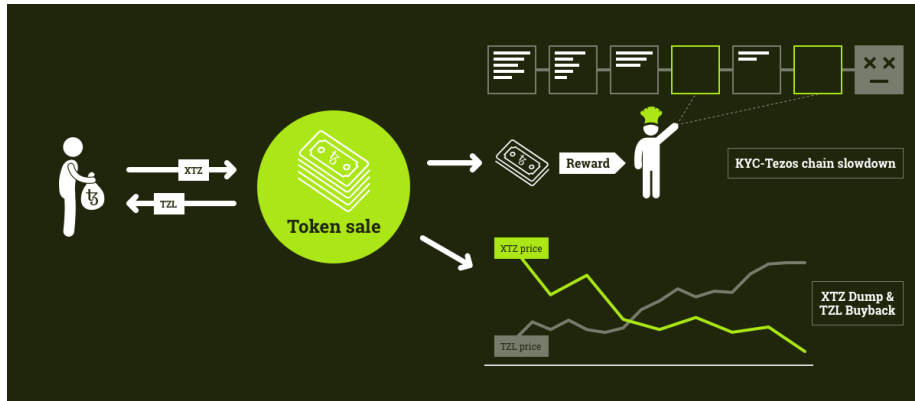 XTZ
TZL
Token sale
Reward
KYC-Tezos chain slowdown
XTZ price
TZL price
XTZ Dump &
TZL Buyback